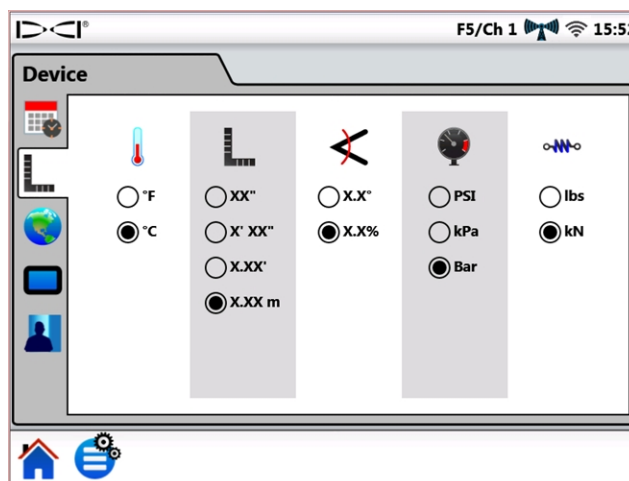 DCI®
F5/Ch 1
Device
°F
XX"
X.X°
PSI
lbs
°C
X' XX"
X.X%
kPa
kN
X.XX'
Bar
X.XX m